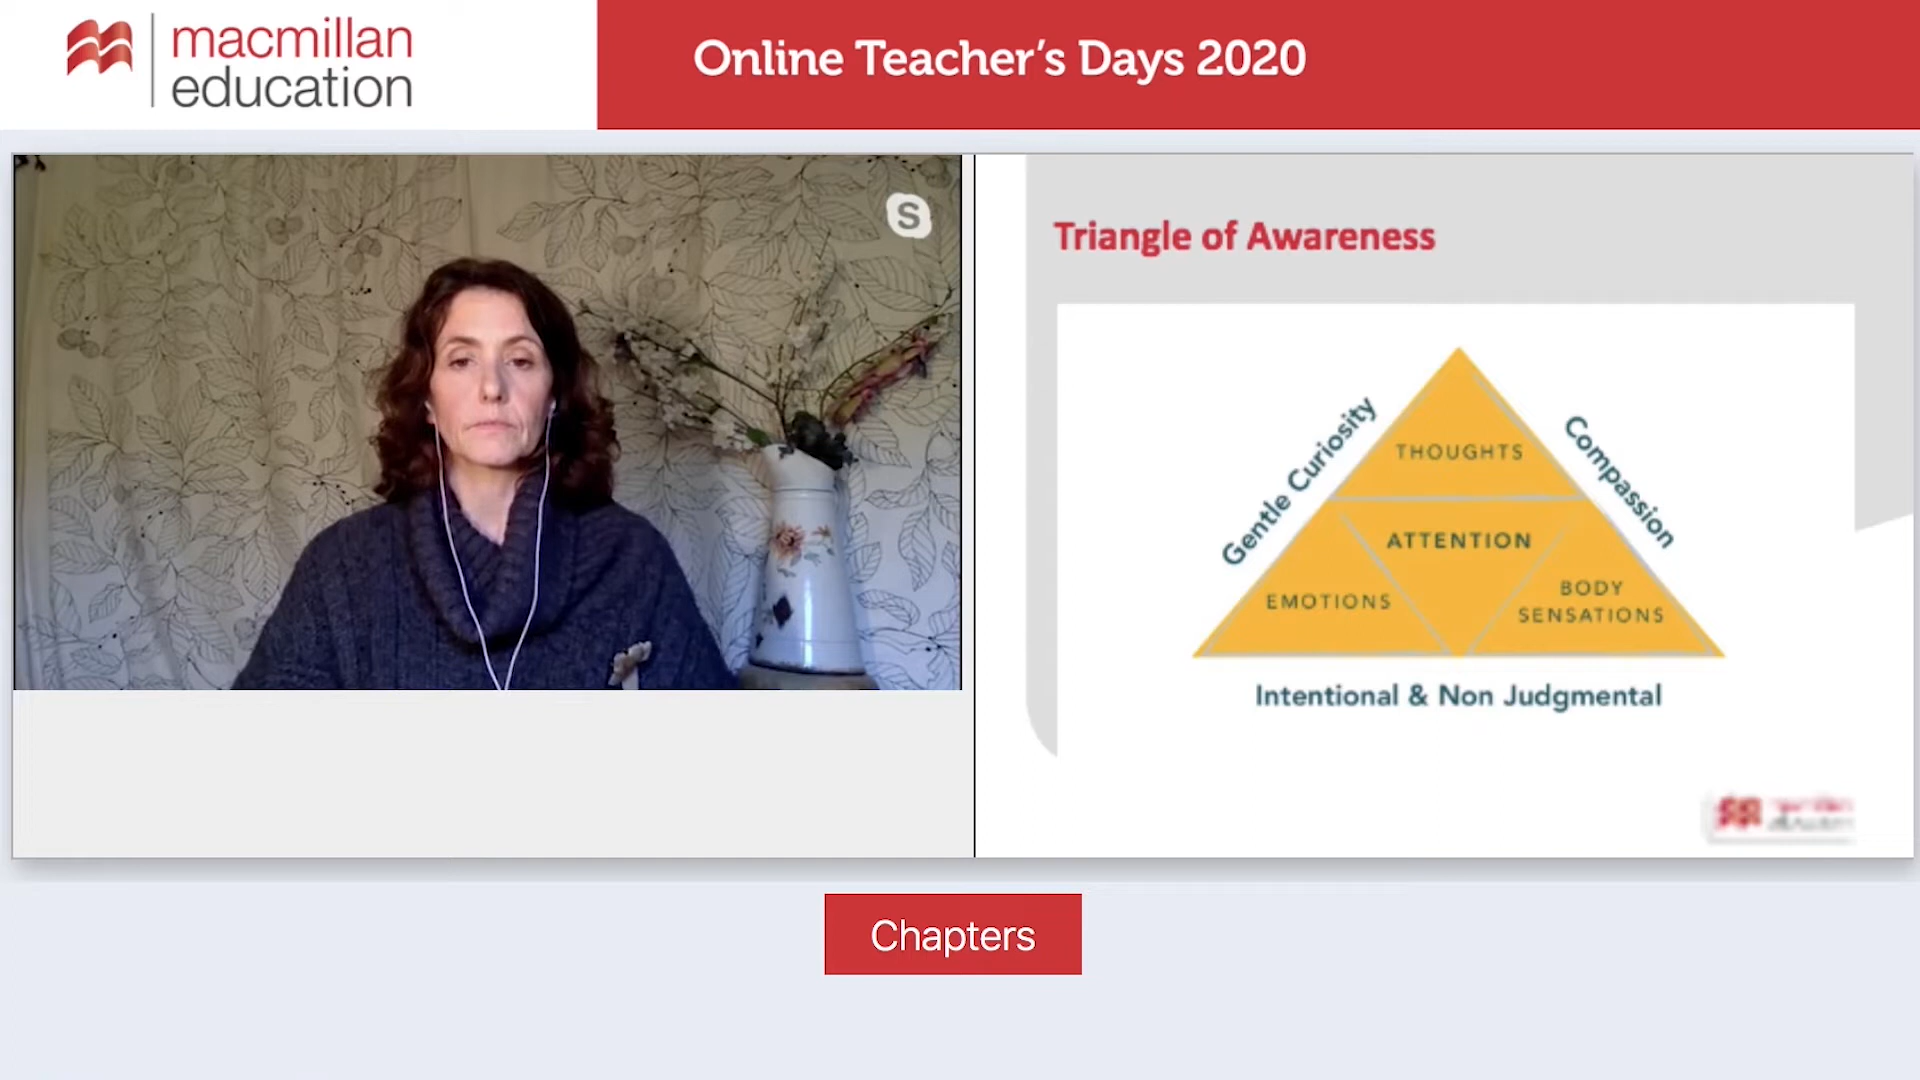 macmillan
education
Online Teacher's Days 2020
S
Triangle of Awareness
Gentle Curiosity
Compassion
THOUGHTS
ATTENTION
EMOTIONS
BODY
SENSATIONS
Intentional & Non Judgmental
Chapters